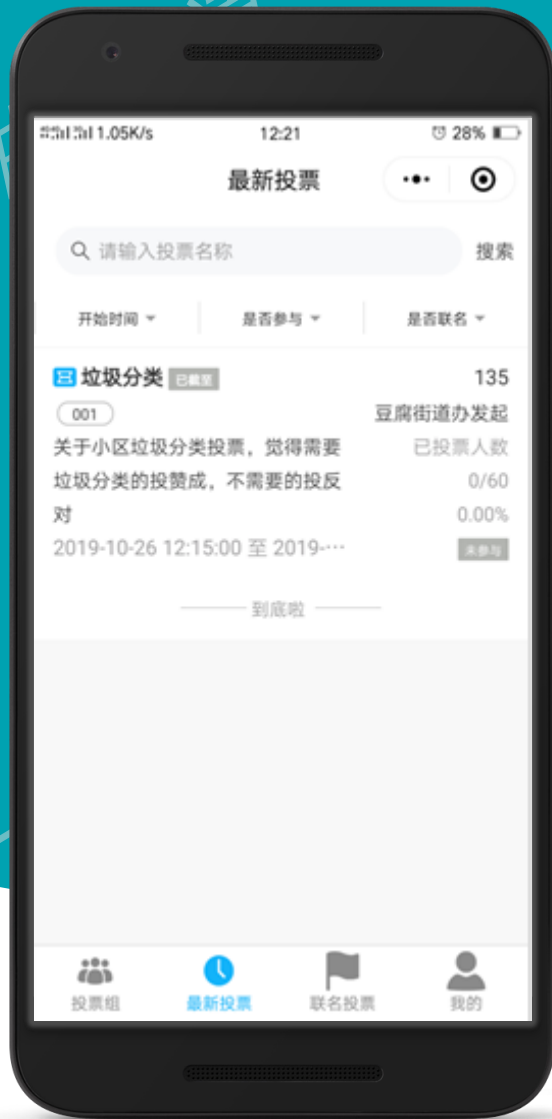 1.05K/s 12:21 28%
最新投票
请输入投票名称 搜索
开始时间 是否参与 是否联名
垃圾分类 已截至 135
001 豆腐街道办发起
关于小区垃圾分类投票，觉得需要 已投票人数
垃圾分类的投赞成，不需要的投反 0/60
对 0.00%
2019-10-26 12:15:00 至 2019-··· 未参与
到底啦
投票组 最新投票 联名投票 我的